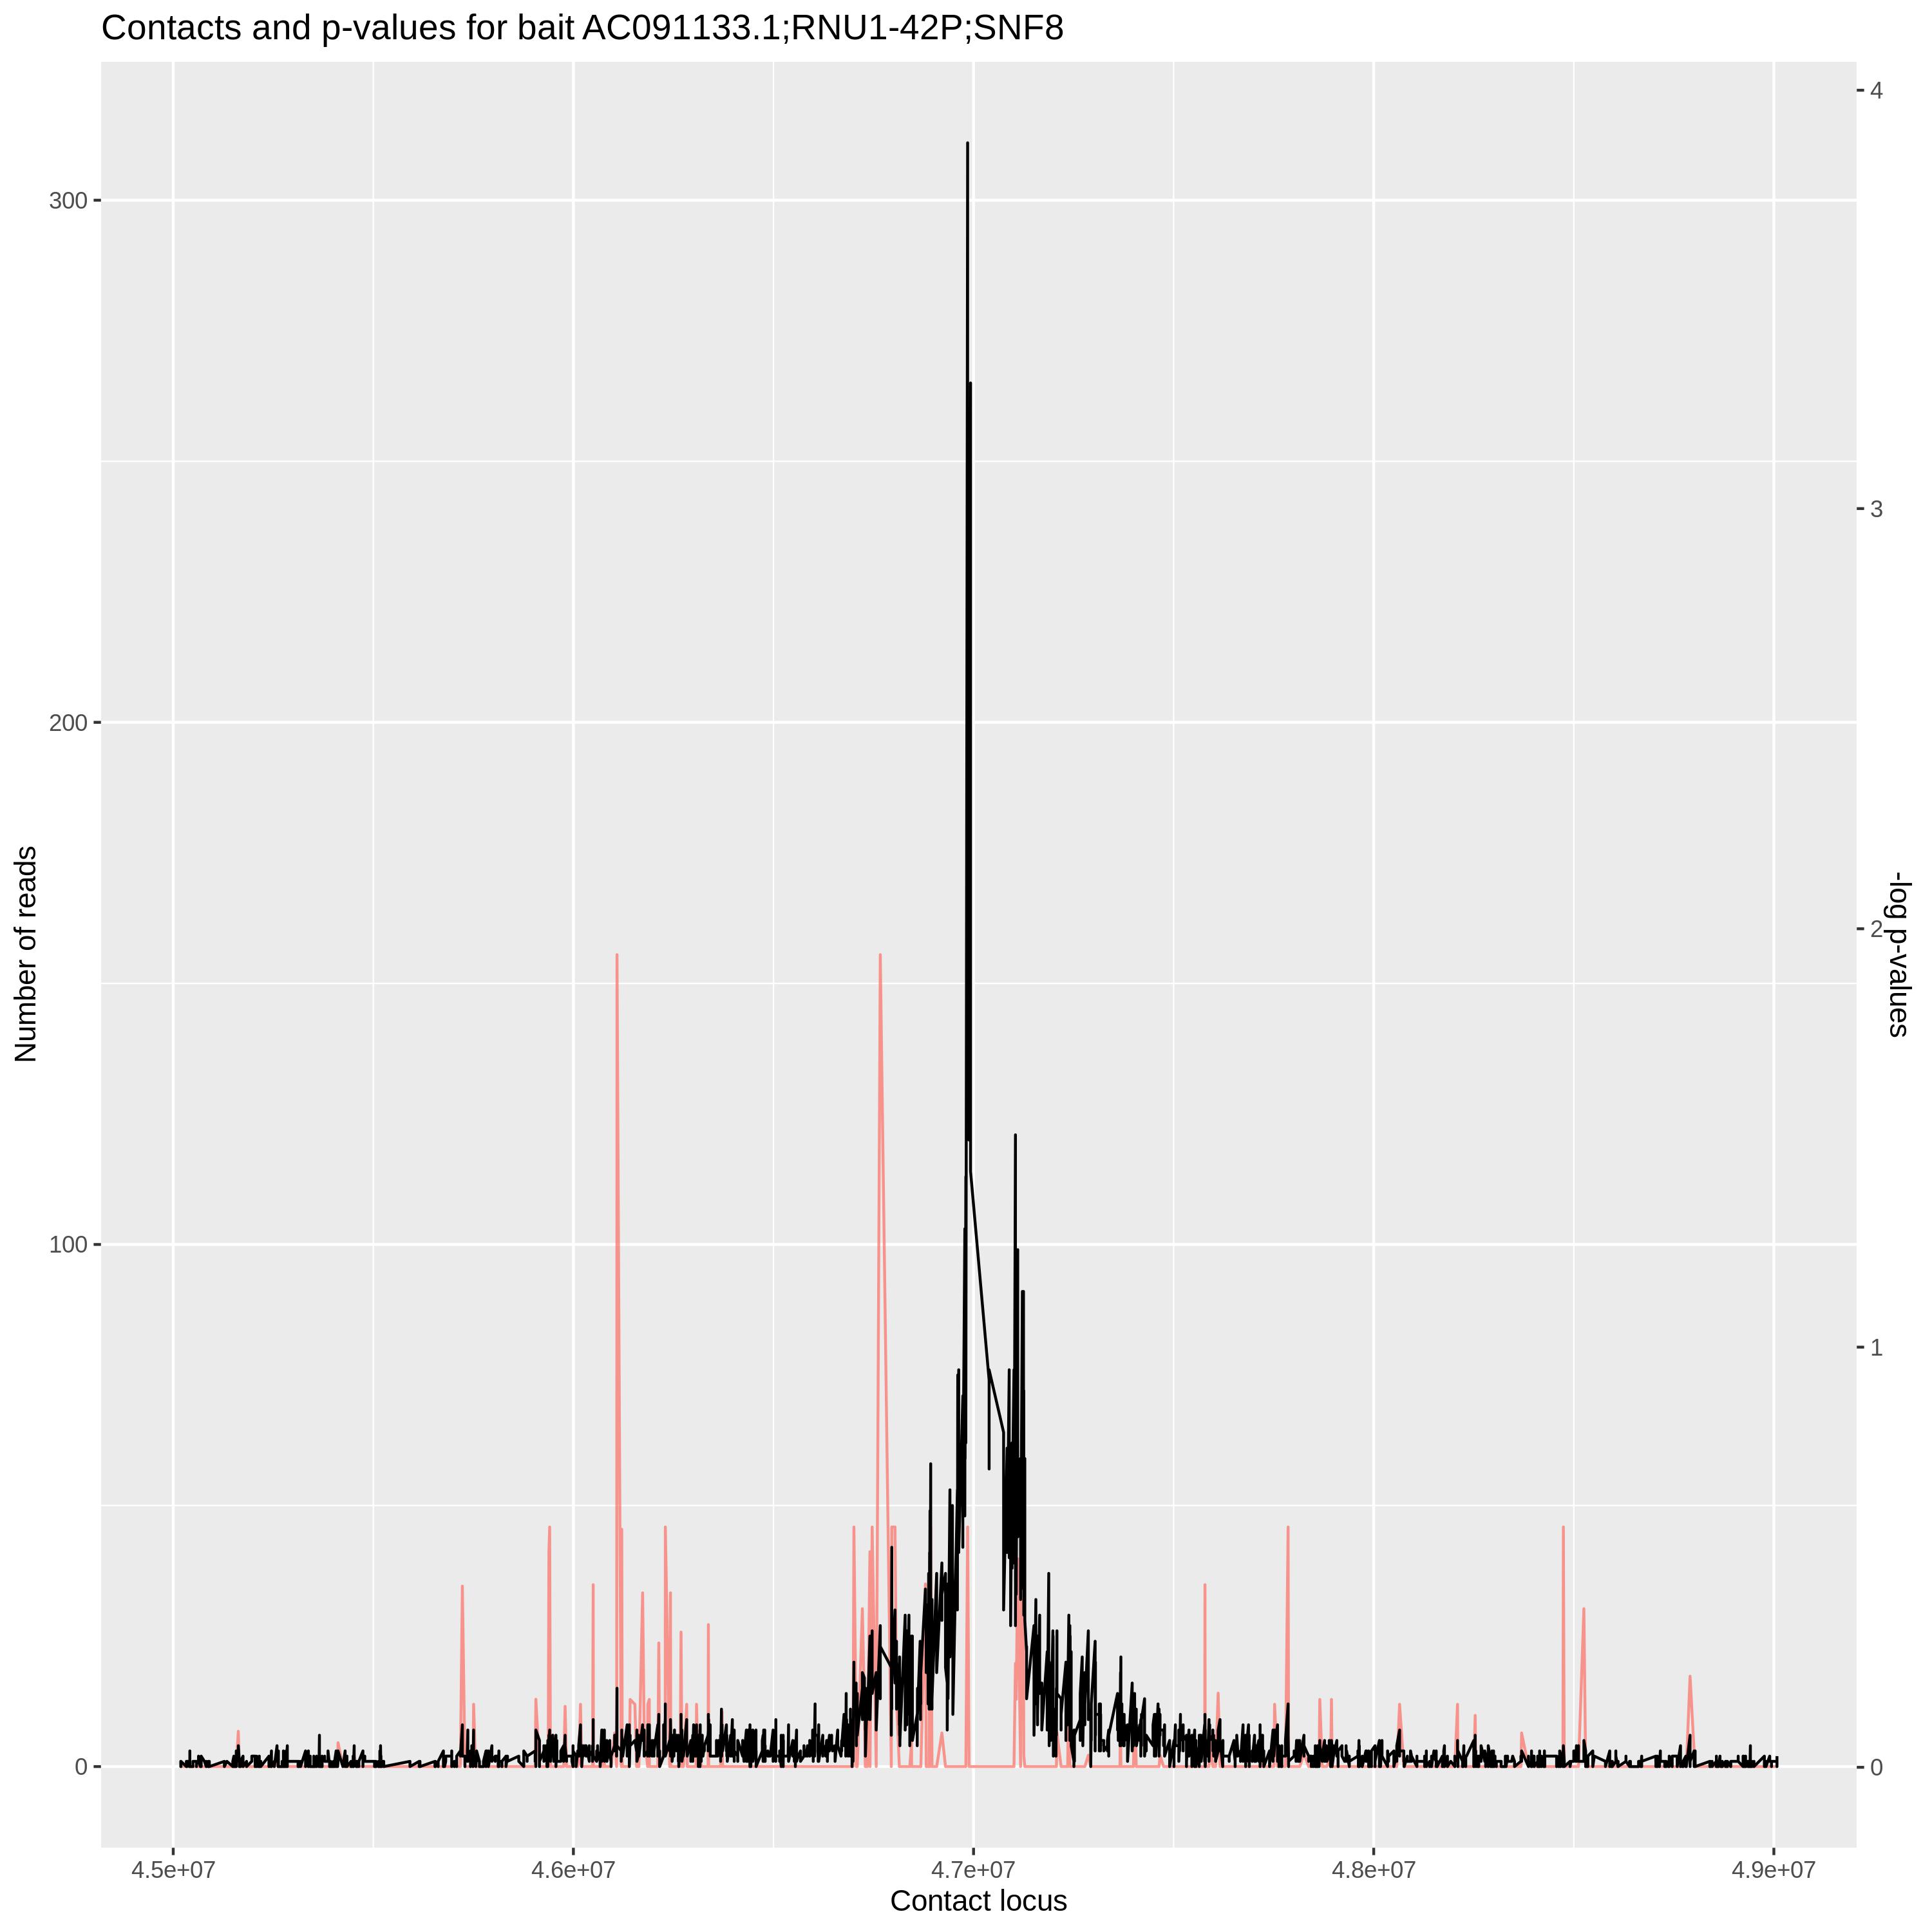 Contacts and p-values for bait AC091133.1;RNU1-42P;SNF8
300
200
100
0
Number of reads
4
3
2
1
0
-log p-values
4.5e+07
4.6e+07
4.7e+07
4.8e+07
4.9e+07
Contact locus